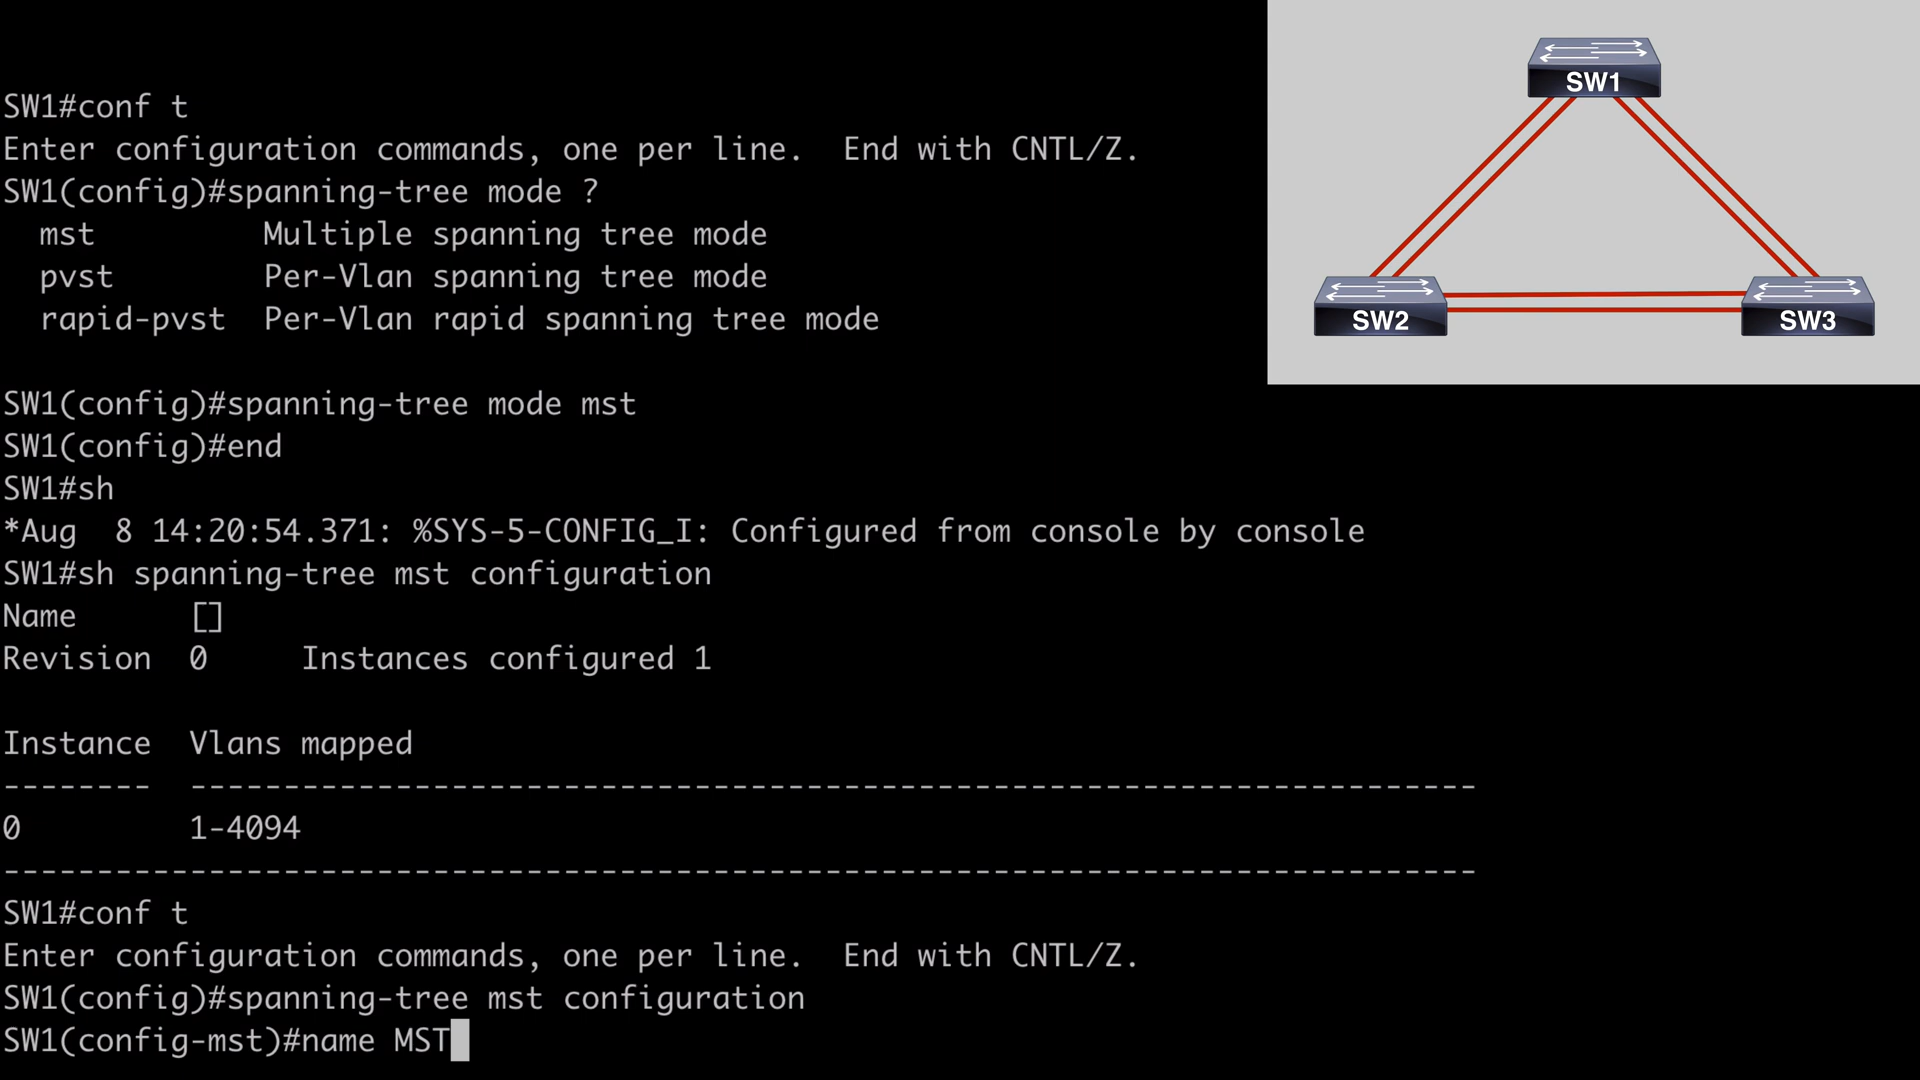 SW1#conf t
Enter configuration commands, one per line.  End with CNTL/Z.
SW1(config)#spanning-tree mode ?
  mst         Multiple spanning tree mode
  pvst        Per-Vlan spanning tree mode
  rapid-pvst  Per-Vlan rapid spanning tree mode
SW1(config)#spanning-tree mode mst
SW1(config)#end
SW1#sh
*Aug  8 14:20:54.371: %SYS-5-CONFIG_I: Configured from console by console
SW1#sh spanning-tree mst configuration
Name      []
Revision  0     Instances configured 1
Instance  Vlans mapped
--------  ---------------------------------------------------------------------
0         1-4094
-------------------------------------------------------------------------------
SW1#conf t
Enter configuration commands, one per line.  End with CNTL/Z.
SW1(config)#spanning-tree mst configuration
SW1(config-mst)#name MST
SW1
SW2
SW3